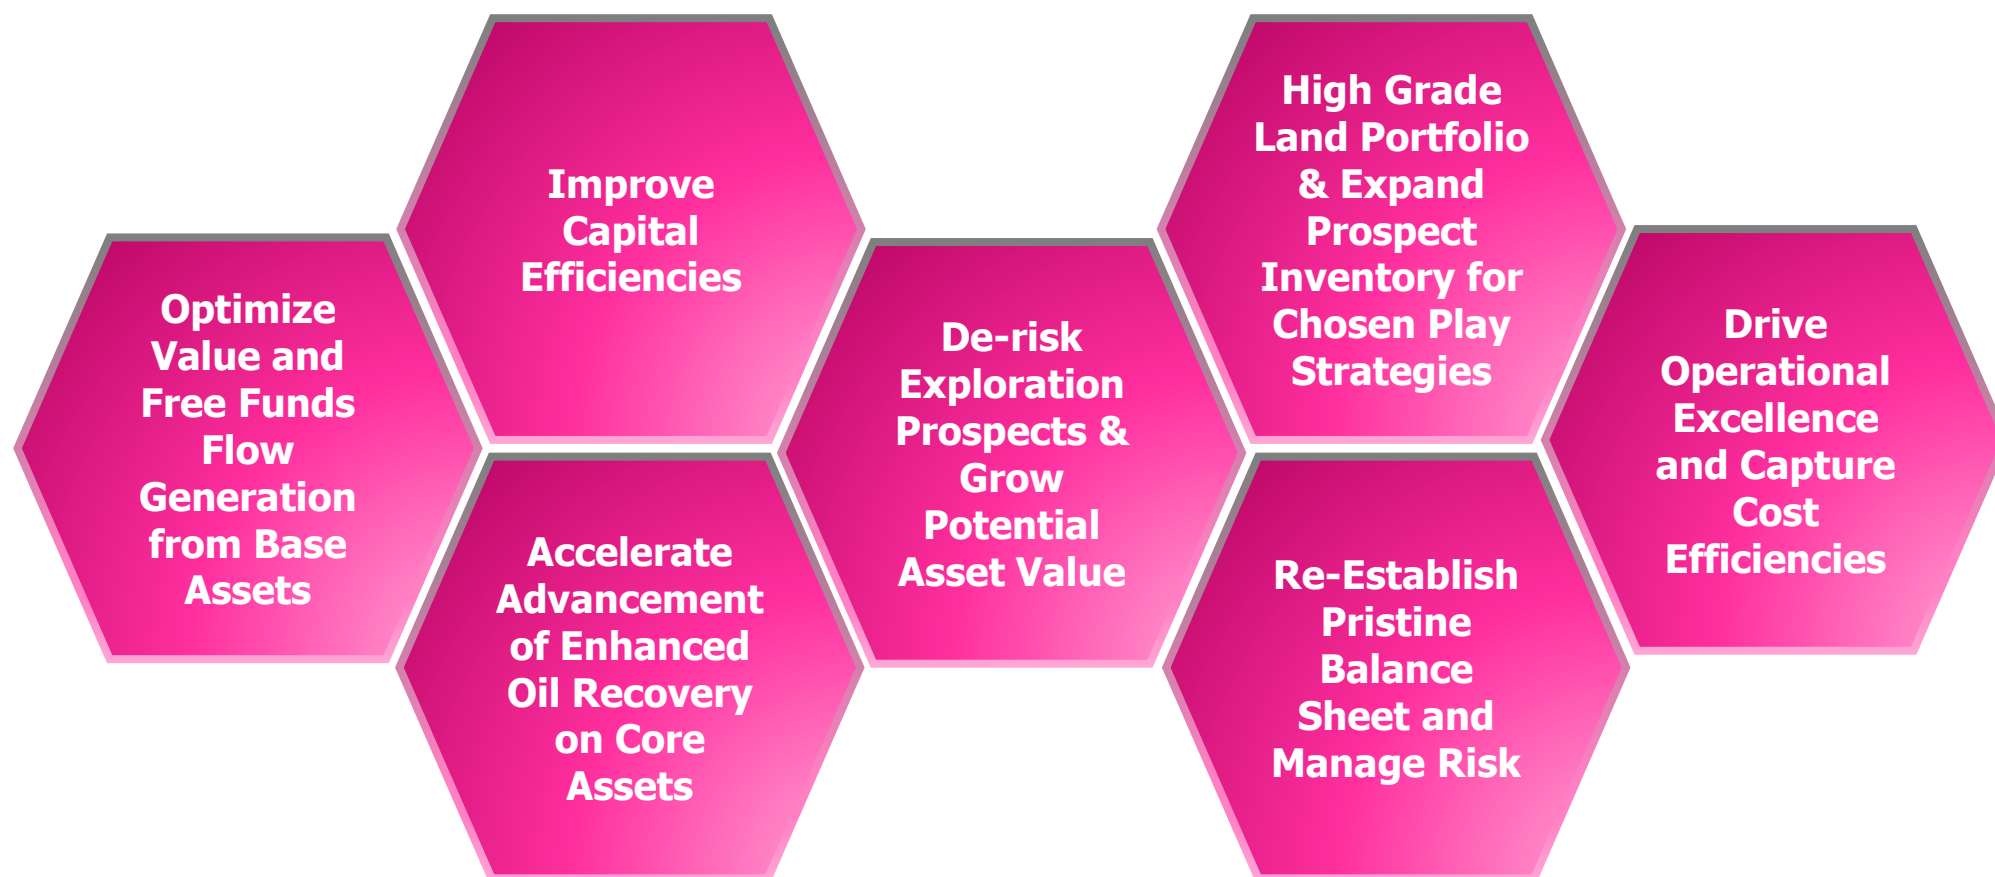 Optimize
Value and
Free Funds
Flow
Generation
from Base
Assets
Improve
Capital
Efficiencies
Accelerate
Advancement
of Enhanced
Oil Recovery
on Core
Assets
De-risk
Exploration
Prospects &
Grow
Potential
Asset Value
High Grade
Land Portfolio
& Expand
Prospect
Inventory for
Chosen Play
Strategies
Re-Establish
Pristine
Balance
Sheet and
Manage Risk
Drive
Operational
Excellence
and Capture
Cost
Efficiencies